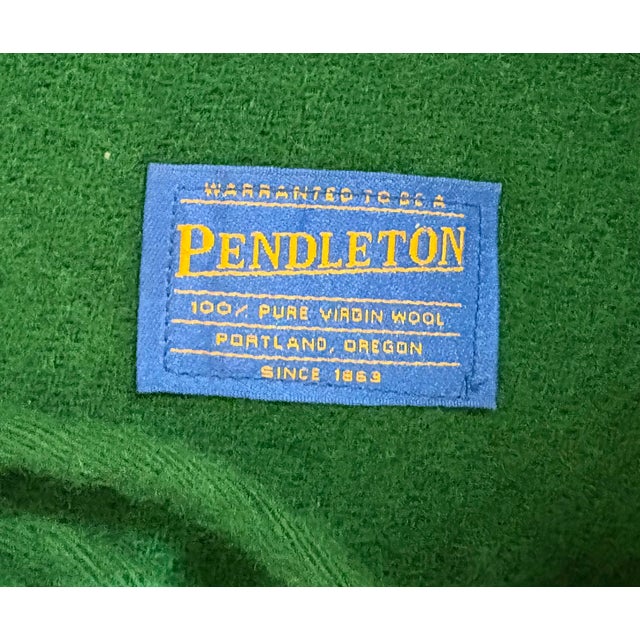 WARRANTED TO BE A
PENDLETON
100% PURE VIRGIN WOOL
PORTLAND, OREGON
SINCE 1863